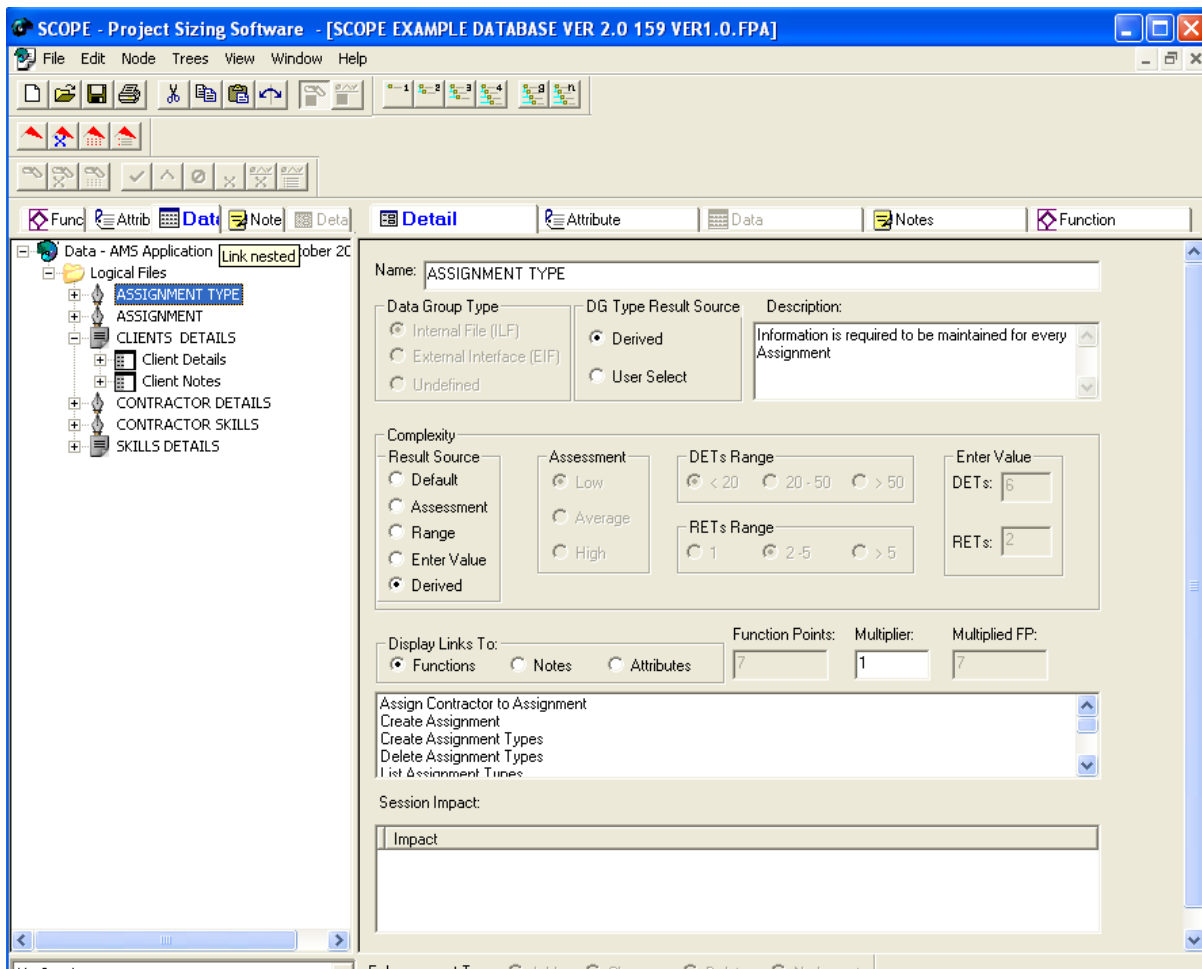 SCOPE - Project Sizing Software - [SCOPE EXAMPLE DATABASE VER 2.0 159 VER1.0.FPA]
File Edit Node Trees View Window Help
Func Attrib Data Note Detail
Detail Attribute Data Notes Function
Data - AMS Application tober 20
Link nested
Logical Files
ASSIGNMENT TYPE
ASSIGNMENT
CLIENTS DETAILS
Client Details
Client Notes
CONTRACTOR DETAILS
CONTRACTOR SKILLS
SKILLS DETAILS
Name: ASSIGNMENT TYPE
Data Group Type
Internal File (ILF)
External Interface (EIF)
Undefined
DG Type Result Source
Derived
User Select
Description:
Information is required to be maintained for every
Assignment
Complexity
Result Source
Default
Assessment
Range
Enter Value
Derived
Assessment
Low
Average
High
DETs Range
< 20 20 - 50 > 50
RETs Range
1 2 -5 > 5
Enter Value
DETs: 6
RETs: 2
Display Links To:
Functions Notes Attributes
Function Points: Multiplier: Multiplied FP:
7 1 7
Assign Contractor to Assignment
Create Assignment
Create Assignment Types
Delete Assignment Types
List Assignment Types
Session Impact:
Impact